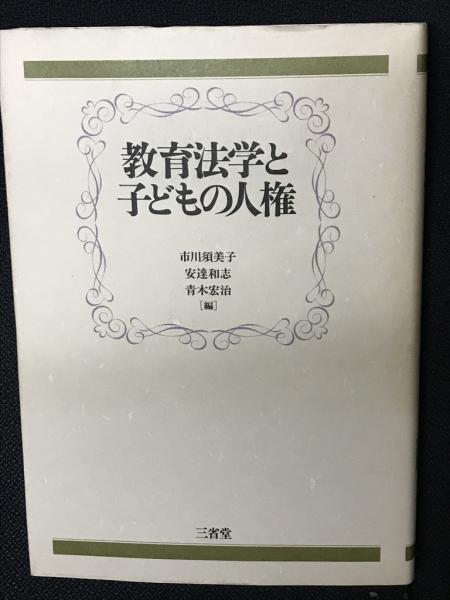 教育法学と
子どもの人権
市川須美子
安達和志
青木宏治
［編］
三省堂